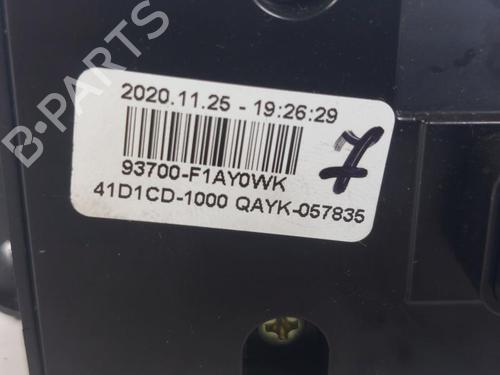 B-PARTS
2020.11.25 - 19:26:29
93700-F1AY0WK
41D1CD-1000 QAYK-057835
7